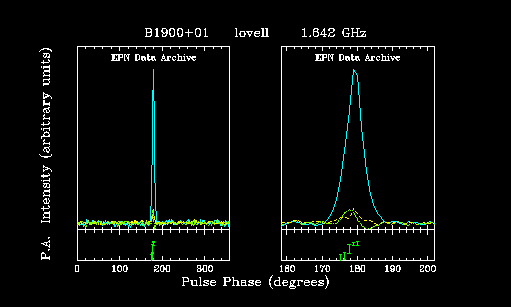 B1900+01 lovell 1.642 GHz
EPN Data Archive EPN Data Archive
P.A. Intensity (arbitrary units)
0 100 200 300 160 170 180 190 200
Pulse Phase (degrees)